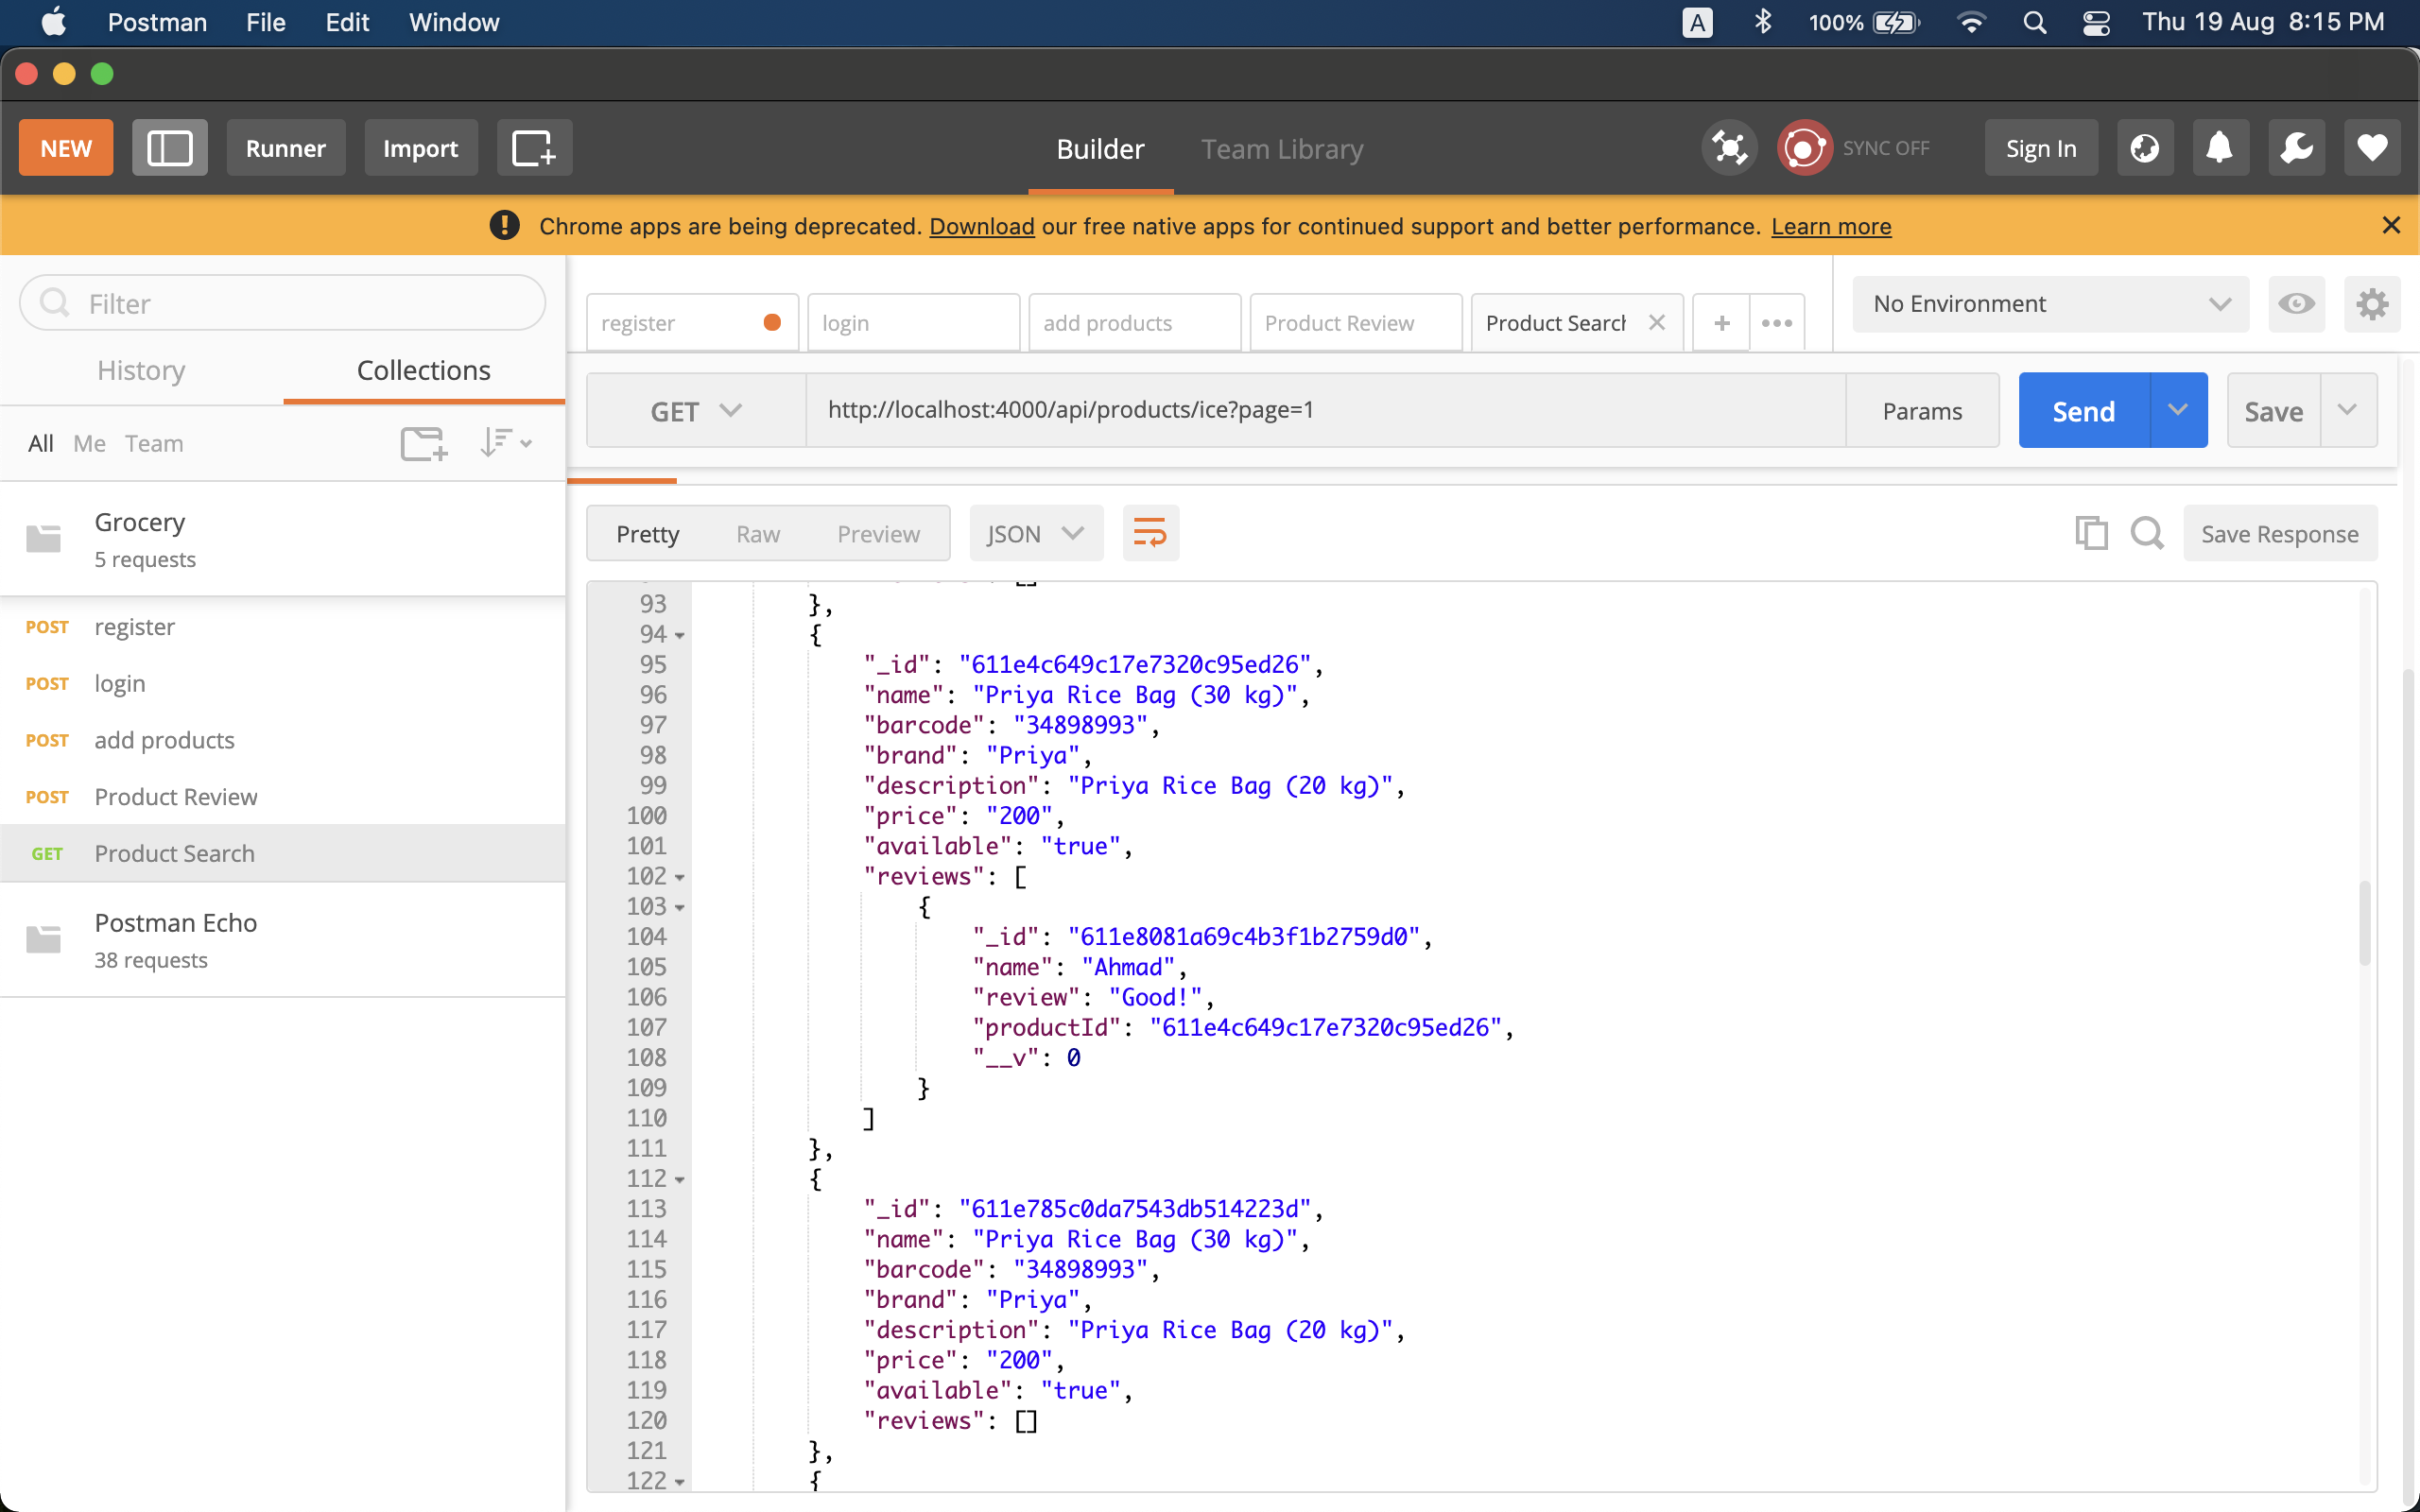 Postman File Edit Window
A 100% Thu 19 Aug 8:15 PM
NEW Runner Import Builder Team Library SYNC OFF Sign In
Chrome apps are being deprecated. Download our free native apps for continued support and better performance. Learn more
Filter
History Collections
All Me Team
Grocery
5 requests
POST register
POST login
POST add products
POST Product Review
GET Product Search
Postman Echo
38 requests
register login add products Product Review Product Search
No Environment
GET http://localhost:4000/api/products/ice?page=1 Params Send Save
Pretty Raw Preview JSON Save Response
93 },
94 {
95 "_id": "611e4c649c17e7320c95ed26",
96 "name": "Priya Rice Bag (30 kg)",
97 "barcode": "34898993",
98 "brand": "Priya",
99 "description": "Priya Rice Bag (20 kg)",
100 "price": "200",
101 "available": "true",
102 "reviews": [
103 {
104 "_id": "611e8081a69c4b3f1b2759d0",
105 "name": "Ahmad",
106 "review": "Good!",
107 "productId": "611e4c649c17e7320c95ed26",
108 "__v": 0
109 }
110 ]
111 },
112 {
113 "_id": "611e785c0da7543db514223d",
114 "name": "Priya Rice Bag (30 kg)",
115 "barcode": "34898993",
116 "brand": "Priya",
117 "description": "Priya Rice Bag (20 kg)",
118 "price": "200",
119 "available": "true",
120 "reviews": []
121 },
122 {